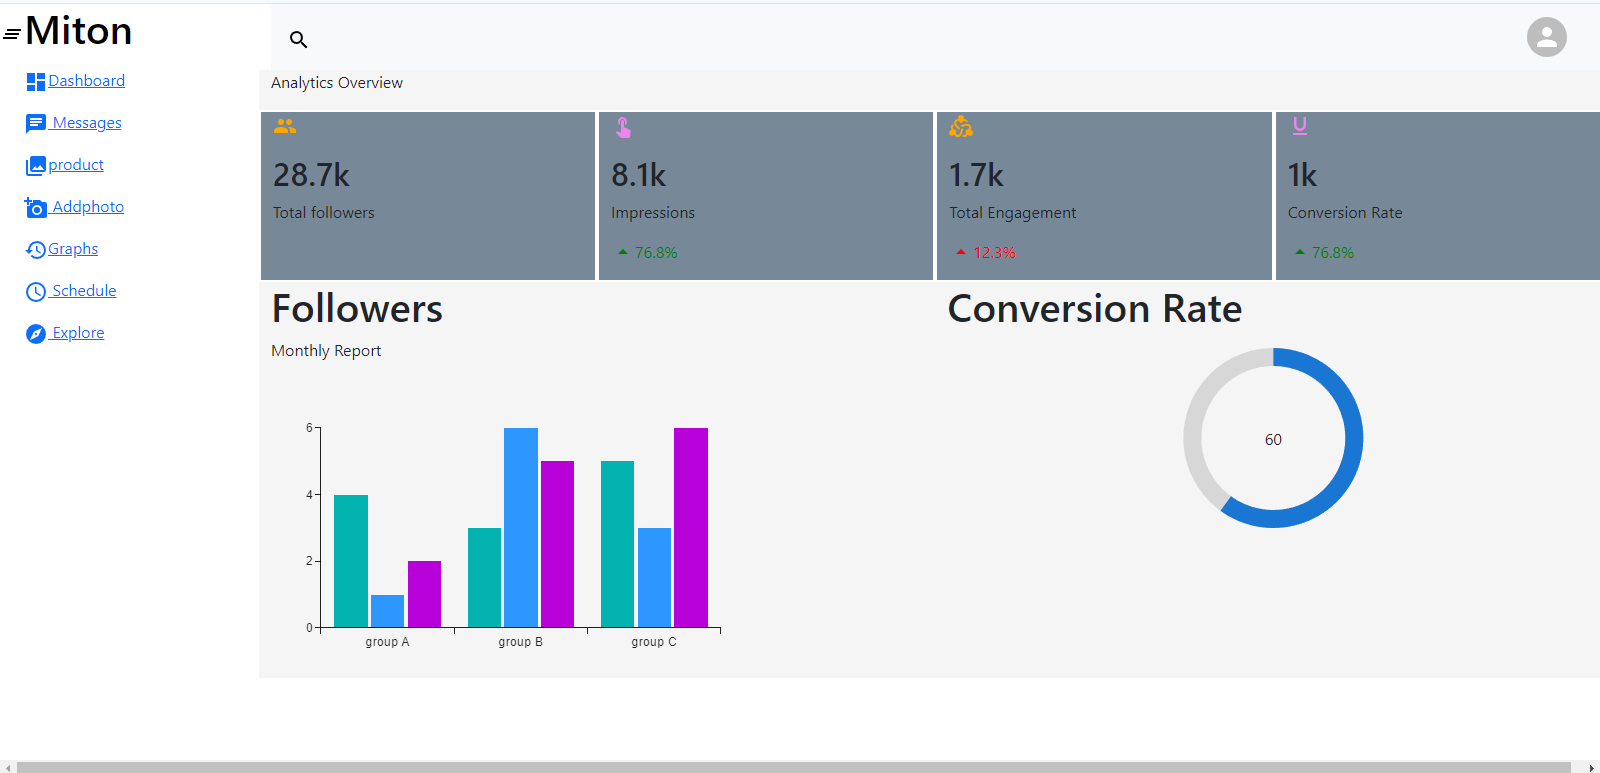 Miton
Dashboard
Messages
product
Addphoto
Graphs
Schedule
Explore
Analytics Overview
28.7k
Total followers
8.1k
Impressions
76.8%
1.7k
Total Engagement
12.3%
1k
Conversion Rate
76.8%
Followers
Monthly Report
6
4
2
0
group A group B group C
Conversion Rate
60